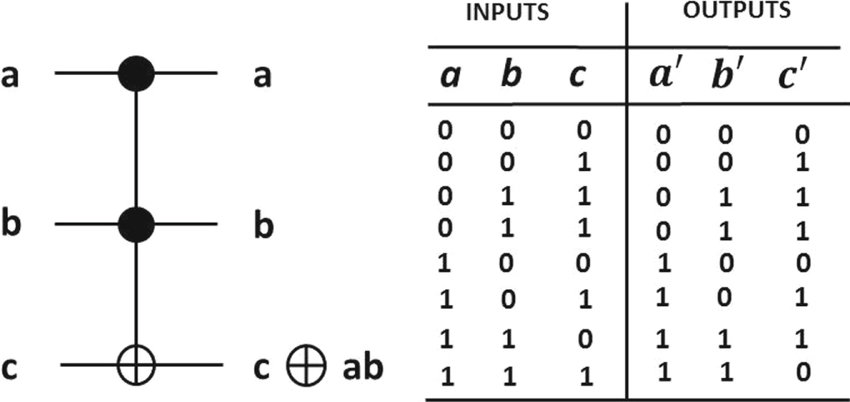 a a
b b
c c ⊕ ab
INPUTS OUTPUTS
a b c a′ b′ c′
0 0 0 0 0 0
0 0 1 0 0 1
0 1 1 0 1 1
0 1 1 0 1 1
1 0 0 1 0 0
1 0 1 1 0 1
1 1 0 1 1 1
1 1 1 1 1 0